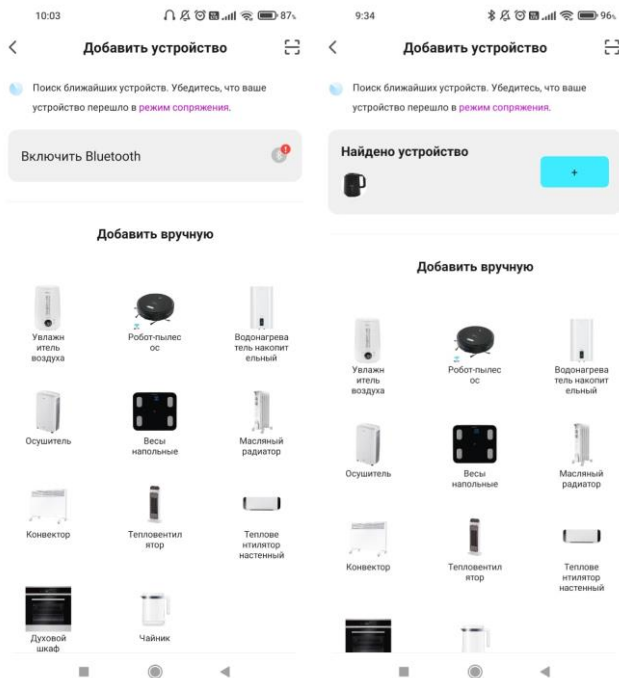 10:03
87%
Добавить устройство
Поиск ближайших устройств. Убедитесь, что ваше
устройство перешло в режим сопряжения.
Включить Bluetooth
Добавить вручную
Увлажн
итель
воздуха
Робот-пылес
ос
Водонагрева
тель накопит
ельный
Осушитель
Весы
напольные
Масляный
радиатор
Конвектор
Тепловентил
ятор
Теплове
нтилятор
настенный
Духовой
шкаф
Чайник
9:34
96%
Добавить устройство
Поиск ближайших устройств. Убедитесь, что ваше
устройство перешло в режим сопряжения.
Найдено устройство
+
Добавить вручную
Увлажн
итель
воздуха
Робот-пылес
ос
Водонагрева
тель накопит
ельный
Осушитель
Весы
напольные
Масляный
радиатор
Конвектор
Тепловентил
ятор
Теплове
нтилятор
настенный